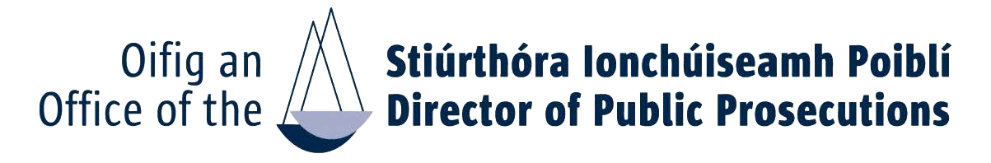 Oifig an Stiúrthóra Ionchúiseamh Poiblí
Office of the Director of Public Prosecutions